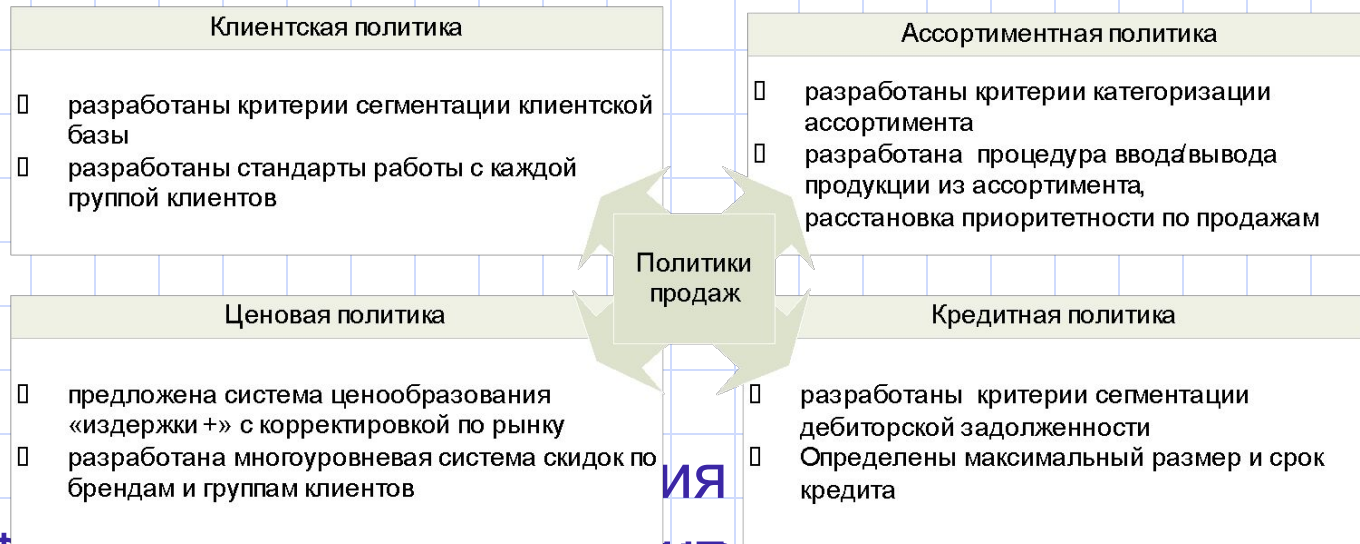 Клиентская политика
разработаны критерии сегментации клиентской
базы
разработаны стандарты работы с каждой
группой клиентов
Ассортиментная политика
разработаны критерии категоризации
ассортимента
разработана процедура ввода/вывода
продукции из ассортимента,
расстановка приоритетности по продажам
Политики
продаж
Ценовая политика
предложена система ценообразования
«издержки+» с корректировкой по рынку
разработана многоуровневая система скидок по
брендам и группам клиентов
Кредитная политика
разработаны критерии сегментации
дебиторской задолженности
Определены максимальный размер и срок
кредита
ия